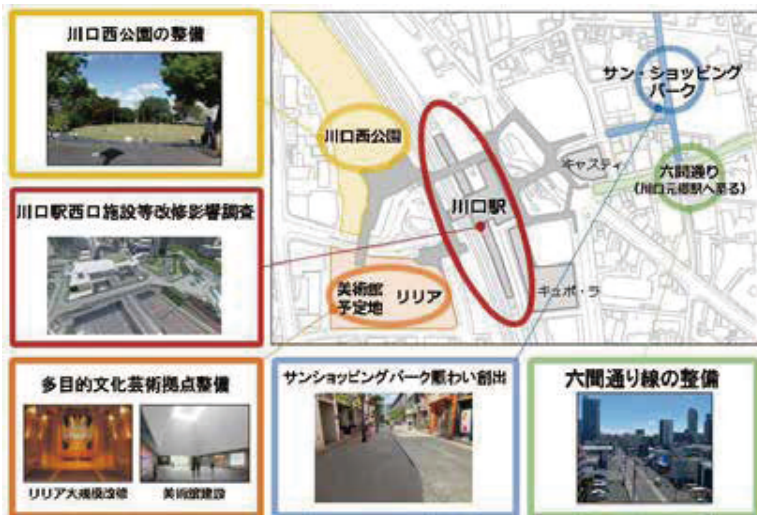 川口西公園の整備
川口駅西口施設等改修影響調査
多目的文化芸術拠点整備
リリア大規模改修
美術館建設
サンショッピングパーク賑わい創出
六間通り線の整備
川口西公園
川口駅
美術館
予定地
リリア
サン・ショッピング
パーク
キャスティ
六間通り
(川口元郷駅へ至る)
キュポ・ラ